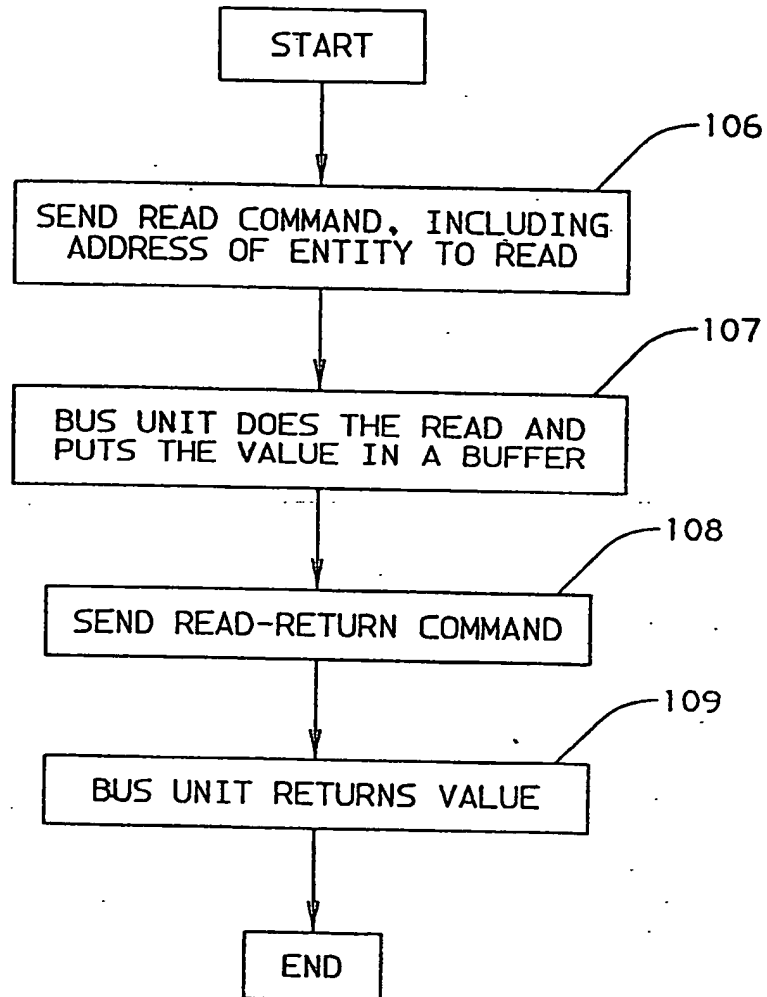 START
106
SEND READ COMMAND, INCLUDING
ADDRESS OF ENTITY TO READ
107
BUS UNIT DOES THE READ AND
PUTS THE VALUE IN A BUFFER
108
SEND READ-RETURN COMMAND
109
BUS UNIT RETURNS VALUE
END